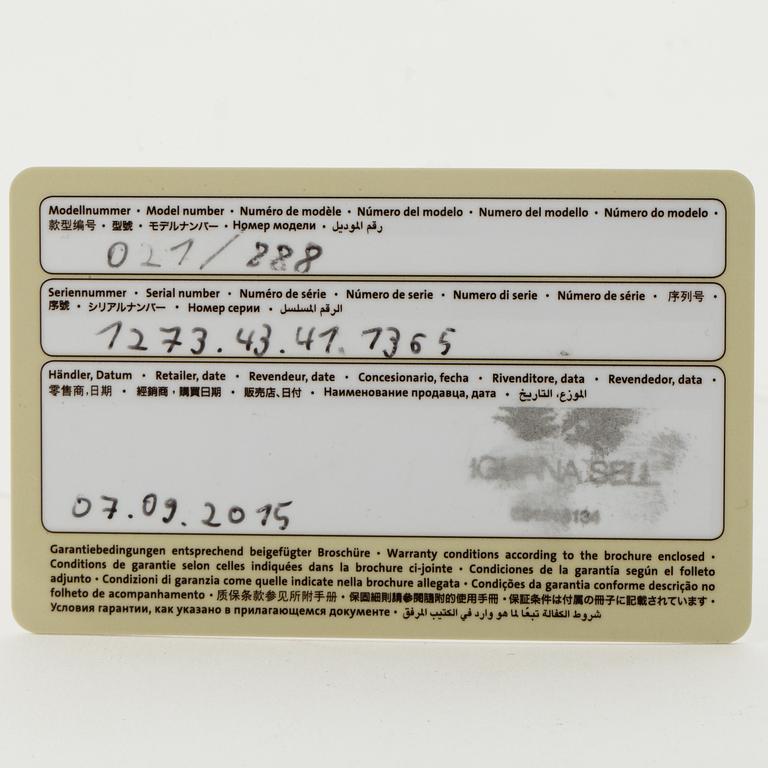 Modellnummer · Model number · Numéro de modèle · Número del modelo · Numero del modello · Número do modelo ·
款型编号 · 型號 · モデルナンバー · Номер модели · رقم الموديل
021/888
Seriennummer · Serial number · Numéro de série · Número de serie · Numero di serie · Número de série · 序列号 ·
序號 · シリアルナンバー · Номер серии · الرقم المسلسل
1273.43.41.1365
Händler, Datum · Retailer, date · Revendeur, date · Concesionario, fecha · Rivenditore, data · Revendedor, data ·
零售商,日期 · 經銷商,購買日期 · 販売店、日付 · Наименование продавца, дата · الموزع، التاريخ
IGUANA SELL
07.09.2015
Garantiebedingungen entsprechend beigefügter Broschüre · Warranty conditions according to the brochure enclosed ·
Conditions de garantie selon celles indiquées dans la brochure ci-jointe · Condiciones de la garantía según el folleto
adjunto · Condizioni di garanzia come quelle indicate nella brochure allegata · Condições da garantia conforme descrição no
folheto de acompanhamento · 质保条款参见所附手册 · 保固細則請參閱隨附的使用手冊 · 保証条件は付属の冊子に記載されています ·
Условия гарантии, как указано в прилагающемся документе · شروط الكفالة تبعًا لما هو وارد في الكتيب المرفق